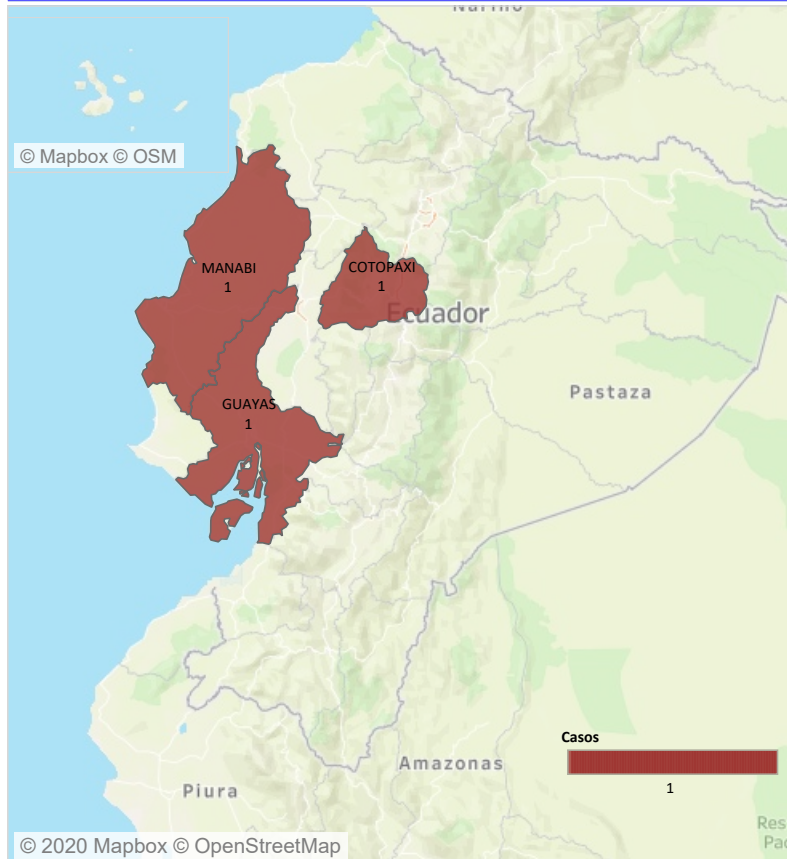 © Mapbox © OSM
MANABI
1
COTOPAXI
1
Ecuador
Pastaza
GUAYAS
1
Casos
1
Amazonas
Piura
© 2020 Mapbox © OpenStreetMap